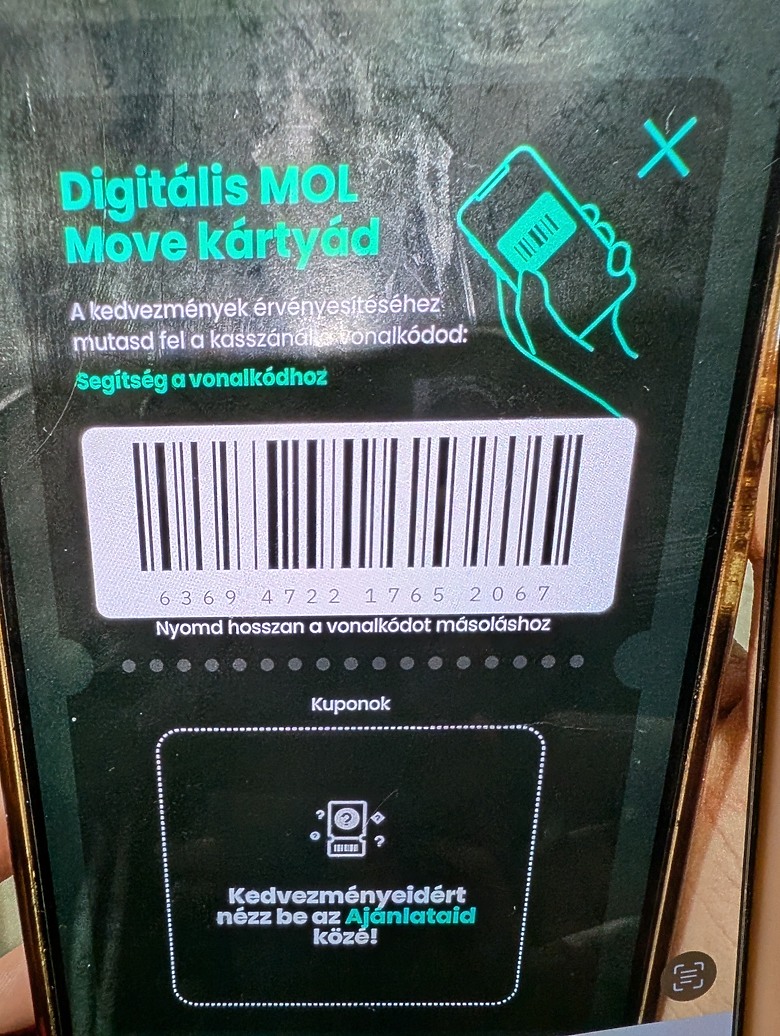 Digitális MOL
Move kártyád
A kedvezmények érvényesítéséhez
mutasd fel a kasszánál a vonalkódod:
Segítség a vonalkódhoz
6369 4722 1765 2067
Nyomd hosszan a vonalkódot másoláshoz
Kuponok
Kedvezményeidért
nézz be az Ajánlataid
közé!